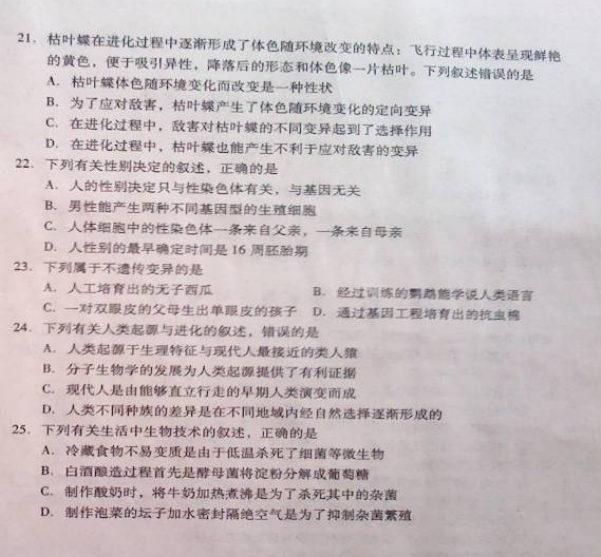 21. 枯叶蝶在进化过程中逐渐形成了体色随环境改变的特点：飞行过程中体表呈现鲜艳
的黄色，便于吸引异性，降落后的形态和体色像一片枯叶。下列叙述错误的是
A. 枯叶蝶体色随环境变化而改变是一种性状
B. 为了应对敌害，枯叶蝶产生了体色随环境变化的定向变异
C. 在进化过程中，敌害对枯叶蝶的不同变异起到了选择作用
D. 在进化过程中，枯叶蝶也能产生不利于应对敌害的变异
22. 下列有关性别决定的叙述，正确的是
A. 人的性别决定只与性染色体有关，与基因无关
B. 男性能产生两种不同基因型的生殖细胞
C. 人体细胞中的性染色体一条来自父亲，一条来自母亲
D. 人性别的最早确定时间是 16 周胚胎期
23. 下列属于不遗传变异的是
A. 人工培育出的无子西瓜 B. 经过训练的鹦鹉能学说人类语言
C. 一对双眼皮的父母生出单眼皮的孩子 D. 通过基因工程培育出的抗虫棉
24. 下列有关人类起源与进化的叙述，错误的是
A. 人类起源于生理特征与现代人最接近的类人猿
B. 分子生物学的发展为人类起源提供了有利证据
C. 现代人是由能够直立行走的早期人类演变而成
D. 人类不同种族的差异是在不同地域内经自然选择逐渐形成的
25. 下列有关生活中生物技术的叙述，正确的是
A. 冷藏食物不易变质是由于低温杀死了细菌等微生物
B. 白酒酿造过程首先是酵母菌将淀粉分解成葡萄糖
C. 制作酸奶时，将牛奶加热煮沸是为了杀死其中的杂菌
D. 制作泡菜的坛子加水密封隔绝空气是为了抑制杂菌繁殖